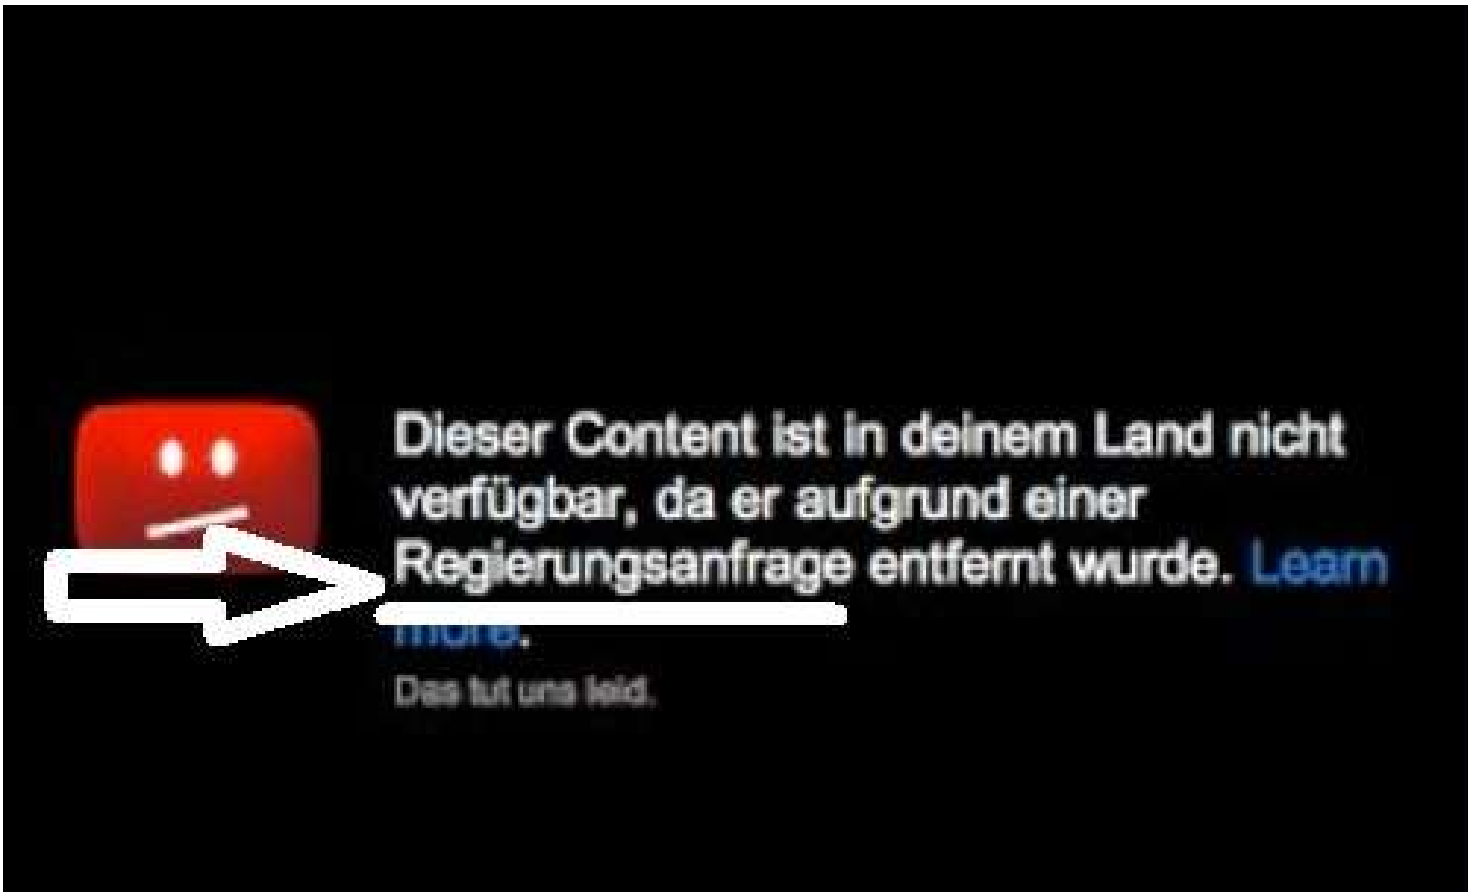 Dieser Content ist in deinem Land nicht
verfügbar, da er aufgrund einer
Regierungsanfrage entfernt wurde. Learn
more.
Das tut uns leid.